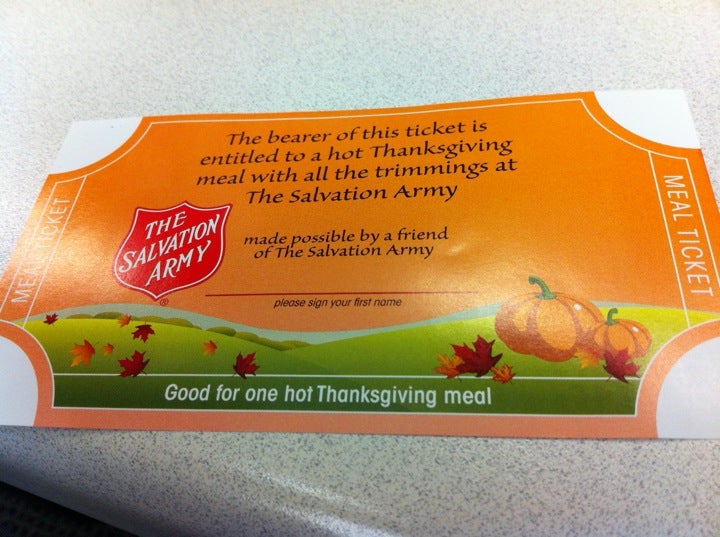 The bearer of this ticket is
entitled to a hot Thanksgiving
meal with all the trimmings at
The Salvation Army
THE
SALVATION
ARMY
®
made possible by a friend
of The Salvation Army
please sign your first name
Good for one hot Thanksgiving meal
MEAL TICKET
MEAL TICKET